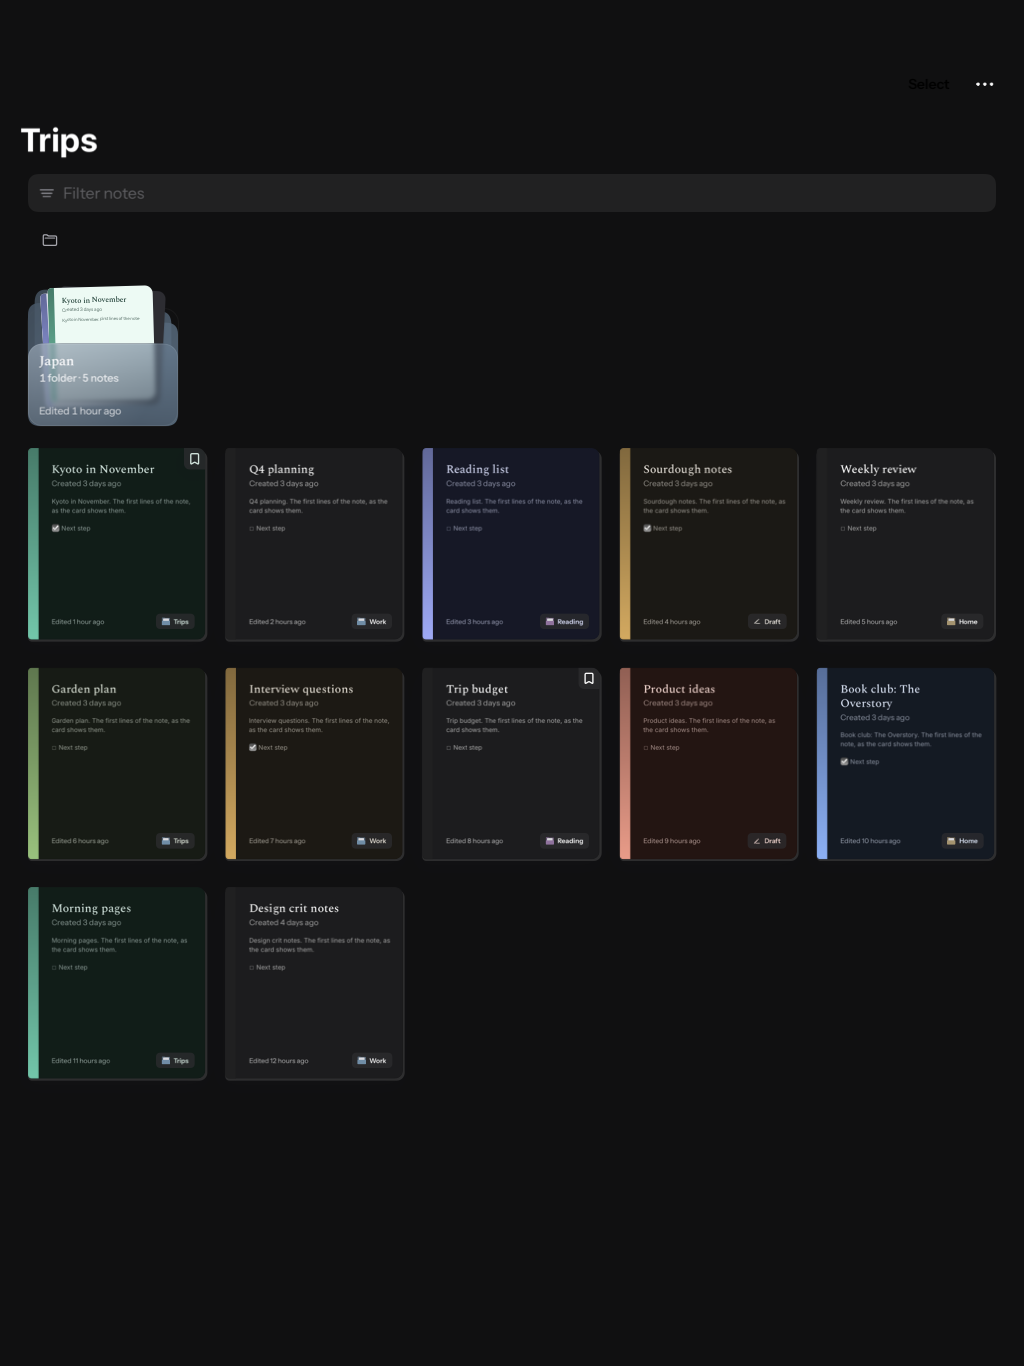 Select
Trips
Filter notes
Kyoto in November
Created 3 days ago
Kyoto in November. First lines of the note
Japan
1 folder · 5 notes
Edited 1 hour ago
Kyoto in November
Created 3 days ago
Kyoto in November. The first lines of the note,
as the card shows them.
Next step
Edited 1 hour ago
Trips
Q4 planning
Created 3 days ago
Q4 planning. The first lines of the note, as the
card shows them.
Next step
Edited 2 hours ago
Work
Reading list
Created 3 days ago
Reading list. The first lines of the note, as the
card shows them.
Next step
Edited 3 hours ago
Reading
Sourdough notes
Created 3 days ago
Sourdough notes. The first lines of the note, as
the card shows them.
Next step
Edited 4 hours ago
Draft
Weekly review
Created 3 days ago
Weekly review. The first lines of the note, as
the card shows them.
Next step
Edited 5 hours ago
Home
Garden plan
Created 3 days ago
Garden plan. The first lines of the note, as the
card shows them.
Next step
Edited 6 hours ago
Trips
Interview questions
Created 3 days ago
Interview questions. The first lines of the note,
as the card shows them.
Next step
Edited 7 hours ago
Work
Trip budget
Created 3 days ago
Trip budget. The first lines of the note, as the
card shows them.
Next step
Edited 8 hours ago
Reading
Product ideas
Created 3 days ago
Product ideas. The first lines of the note, as
the card shows them.
Next step
Edited 9 hours ago
Draft
Book club: The
Overstory
Created 3 days ago
Book club: The Overstory. The first lines of the
note, as the card shows them.
Next step
Edited 10 hours ago
Home
Morning pages
Created 3 days ago
Morning pages. The first lines of the note, as
the card shows them.
Next step
Edited 11 hours ago
Trips
Design crit notes
Created 4 days ago
Design crit notes. The first lines of the note, as
the card shows them.
Next step
Edited 12 hours ago
Work